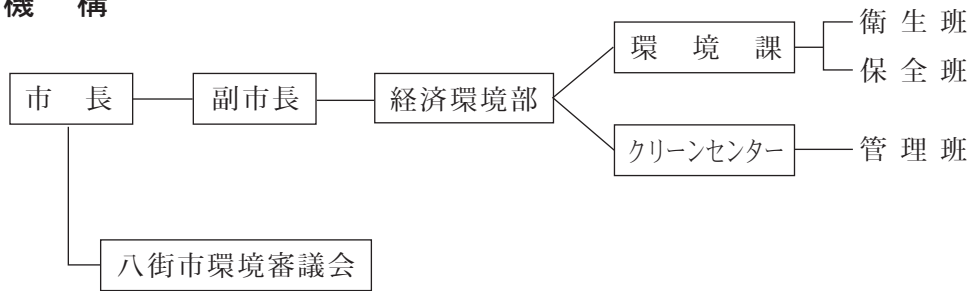 機 構
市 長
副市長
経済環境部
環 境 課
衛 生 班
保 全 班
クリーンセンター
管 理 班
八街市環境審議会